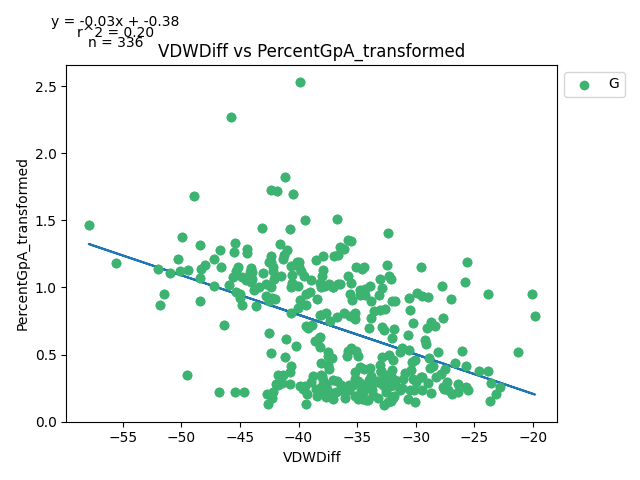 y = -0.03x + -0.38
r^2 = 0.20
n = 336
VDWDiff vs PercentGpA_transformed
G
PercentGpA_transformed
2.5
2.0
1.5
1.0
0.5
0.0
−55 −50 −45 −40 −35 −30 −25 −20
VDWDiff